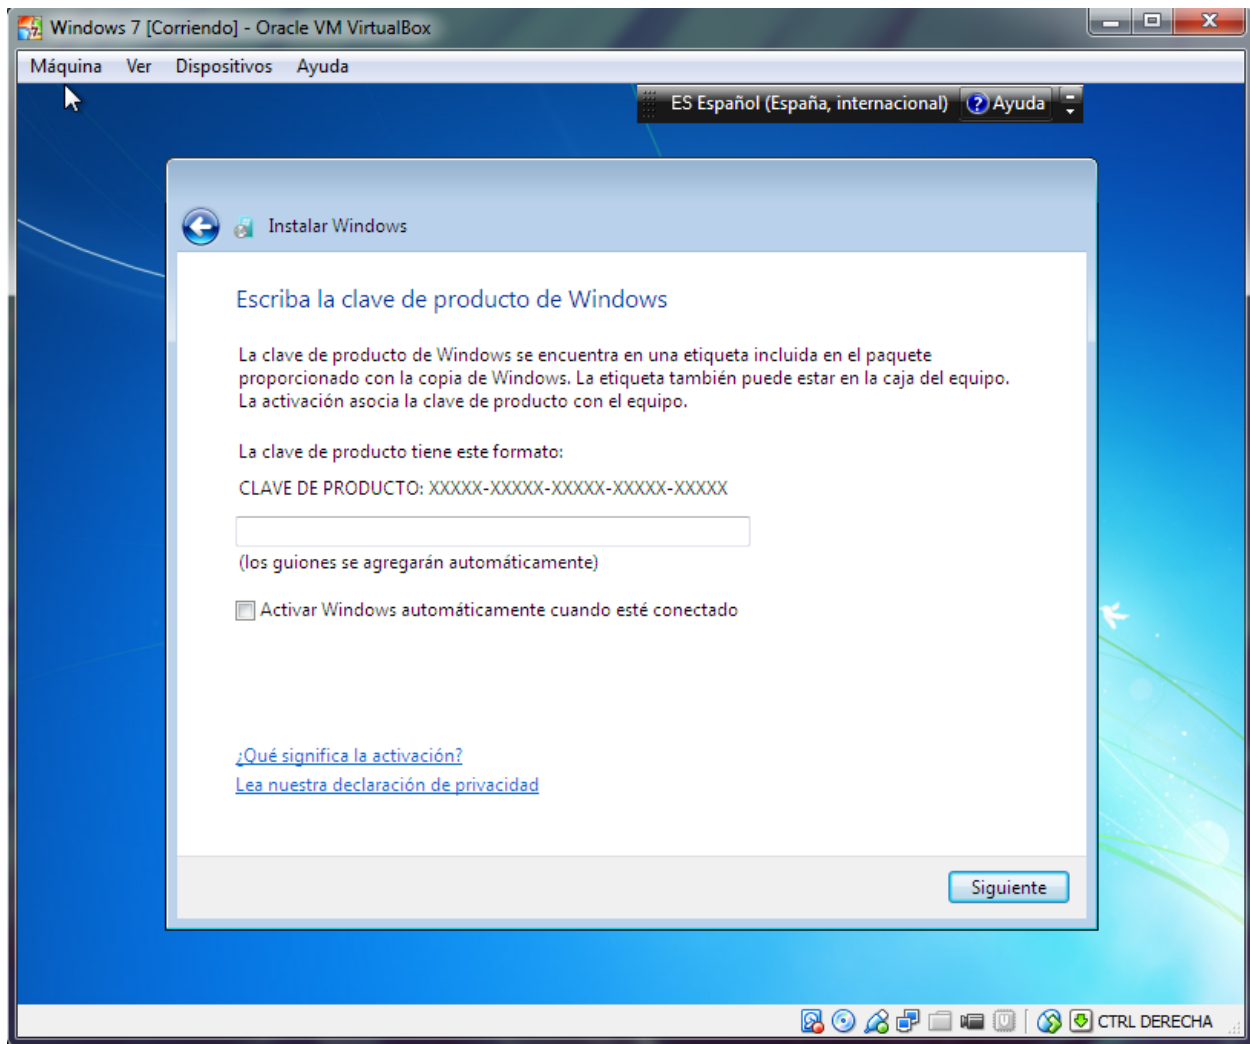 Windows 7 [Corriendo] - Oracle VM VirtualBox
Máquina Ver Dispositivos Ayuda
ES Español (España, internacional) ? Ayuda
Instalar Windows
Escriba la clave de producto de Windows
La clave de producto de Windows se encuentra en una etiqueta incluida en el paquete
proporcionado con la copia de Windows. La etiqueta también puede estar en la caja del equipo.
La activación asocia la clave de producto con el equipo.
La clave de producto tiene este formato:
CLAVE DE PRODUCTO: XXXXX-XXXXX-XXXXX-XXXXX-XXXXX
(los guiones se agregarán automáticamente)
Activar Windows automáticamente cuando esté conectado
¿Qué significa la activación?
Lea nuestra declaración de privacidad
Siguiente
CTRL DERECHA